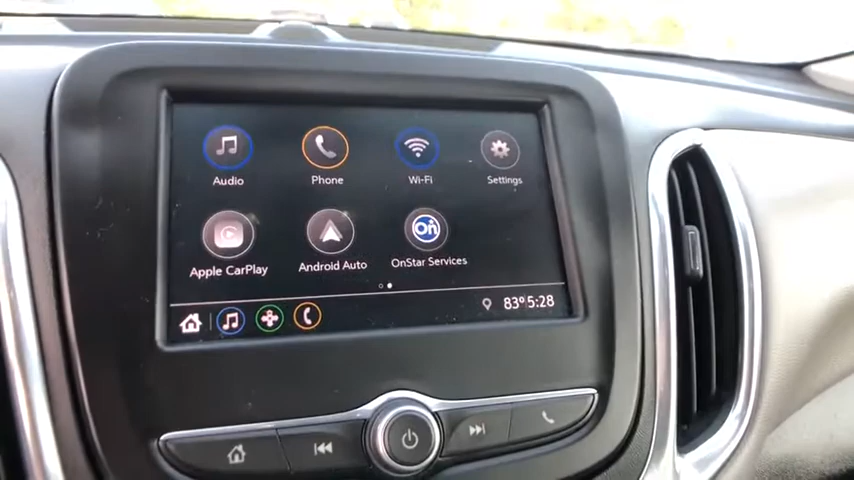 Audio Phone Wi-Fi Settings
Apple CarPlay Android Auto On OnStar Services
83° 5:28